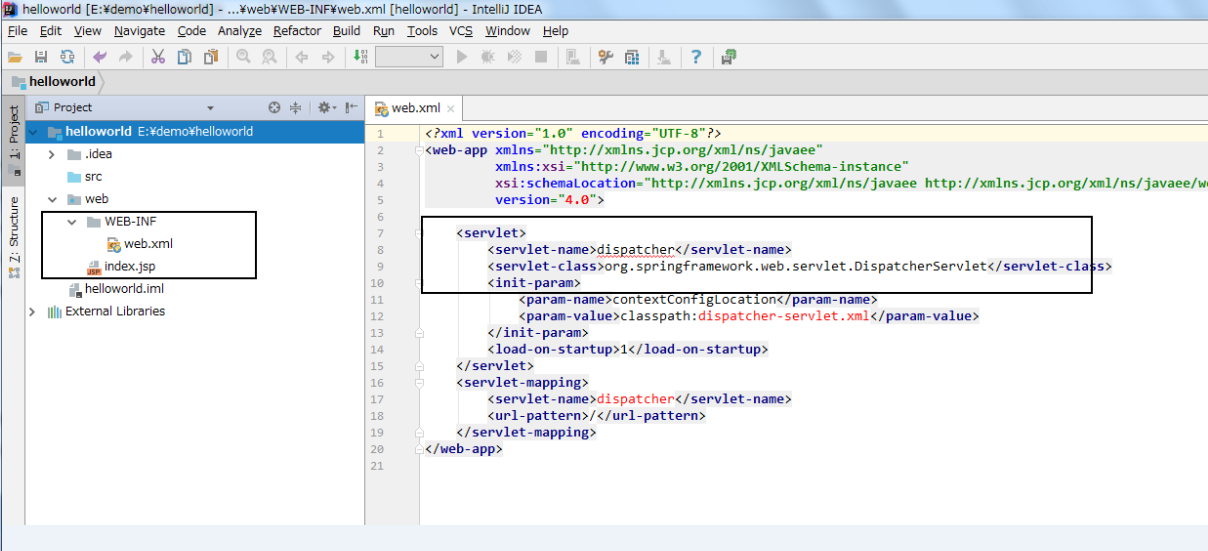 helloworld [E:¥demo¥helloworld] - ...¥web¥WEB-INF¥web.xml [helloworld] - IntelliJ IDEA
File Edit View Navigate Code Analyze Refactor Build Run Tools VCS Window Help
helloworld
Project
web.xml
1: Project
Z: Structure
helloworld E:¥demo¥helloworld
.idea
src
web
WEB-INF
web.xml
JSP index.jsp
helloworld.iml
External Libraries
1 <?xml version="1.0" encoding="UTF-8"?>
2 <web-app xmlns="http://xmlns.jcp.org/xml/ns/javaee"
3 xmlns:xsi="http://www.w3.org/2001/XMLSchema-instance"
4 xsi:schemaLocation="http://xmlns.jcp.org/xml/ns/javaee http://xmlns.jcp.org/xml/ns/javaee/we
5 version="4.0">
6
7 <servlet>
8 <servlet-name>dispatcher</servlet-name>
9 <servlet-class>org.springframework.web.servlet.DispatcherServlet</servlet-class>
10 <init-param>
11 <param-name>contextConfigLocation</param-name>
12 <param-value>classpath:dispatcher-servlet.xml</param-value>
13 </init-param>
14 <load-on-startup>1</load-on-startup>
15 </servlet>
16 <servlet-mapping>
17 <servlet-name>dispatcher</servlet-name>
18 <url-pattern>/</url-pattern>
19 </servlet-mapping>
20 </web-app>
21